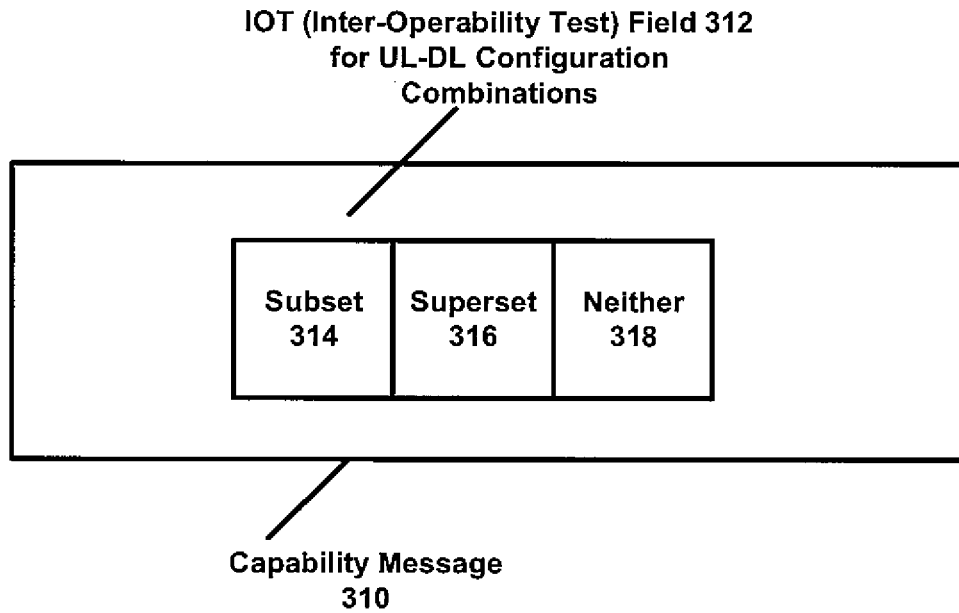 IOT (Inter-Operability Test) Field 312
for UL-DL Configuration
Combinations
Subset Superset Neither
314 316 318
Capability Message
310